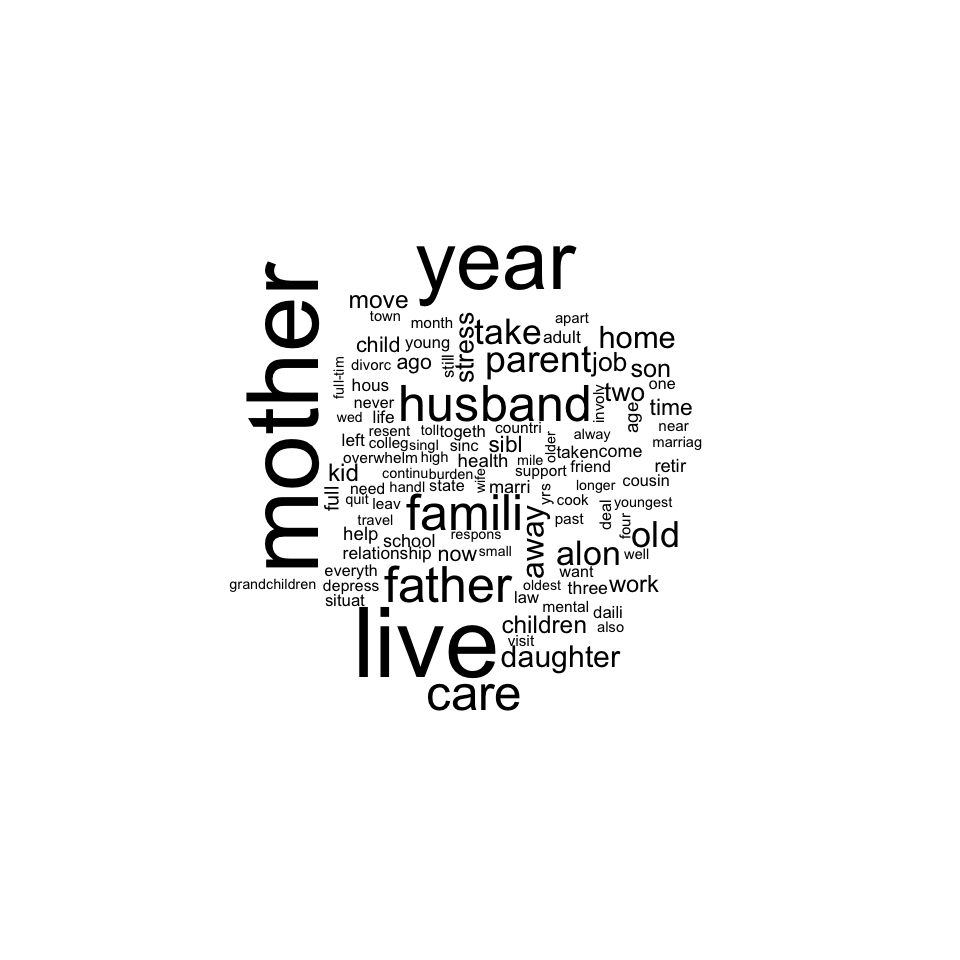 year
mother
move
town
month
stress
take
apart
adult
home
child
young
ago
still
parent
job
son
full-tim
divorc
hous
never
wed
life
husband
involv
two
one
age
time
near
marriag
resent
toll
togeth
countri
left
colleg
singl
sinc
sibl
older
alway
taken
come
overwhelm
high
health
mile
support
friend
retir
kid
continu
burden
wife
marri
longer
cousin
full
need
handl
state
yrs
cook
youngest
quit
leav
famili
away
past
deal
four
old
travel
help
school
respons
relationship
now
small
alon
well
want
everyth
grandchildren
depress
situat
father
oldest
law
three
work
mental
daili
also
live
children
visit
daughter
care